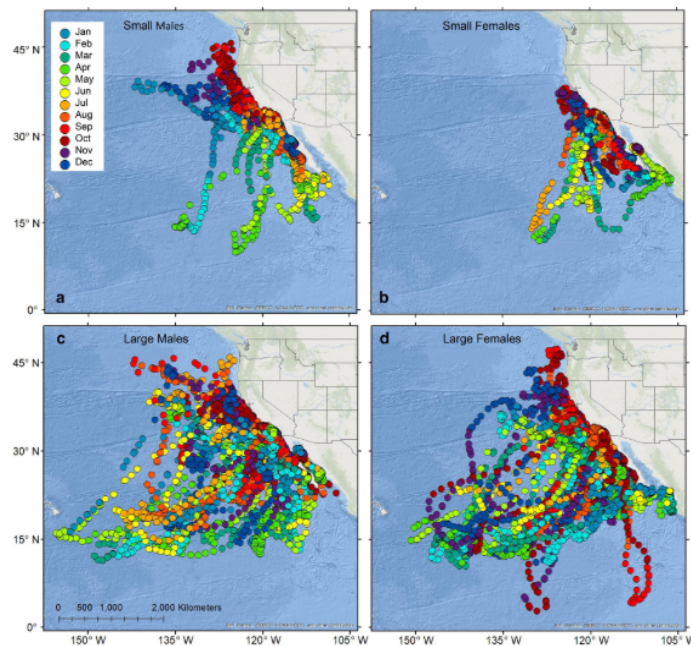 Small Males
Small Females
Jan
Feb
Mar
Apr
May
Jun
Jul
Aug
Sep
Oct
Nov
Dec
45°N
30°N
15°N
0°
a
b
Large Males
Large Females
c
d
45° N
30° N
15° N
0°
0 500 1,000 2,000 Kilometers
150°W 135°W 120°W 105°W
150°W 135°W 120°W 105°W